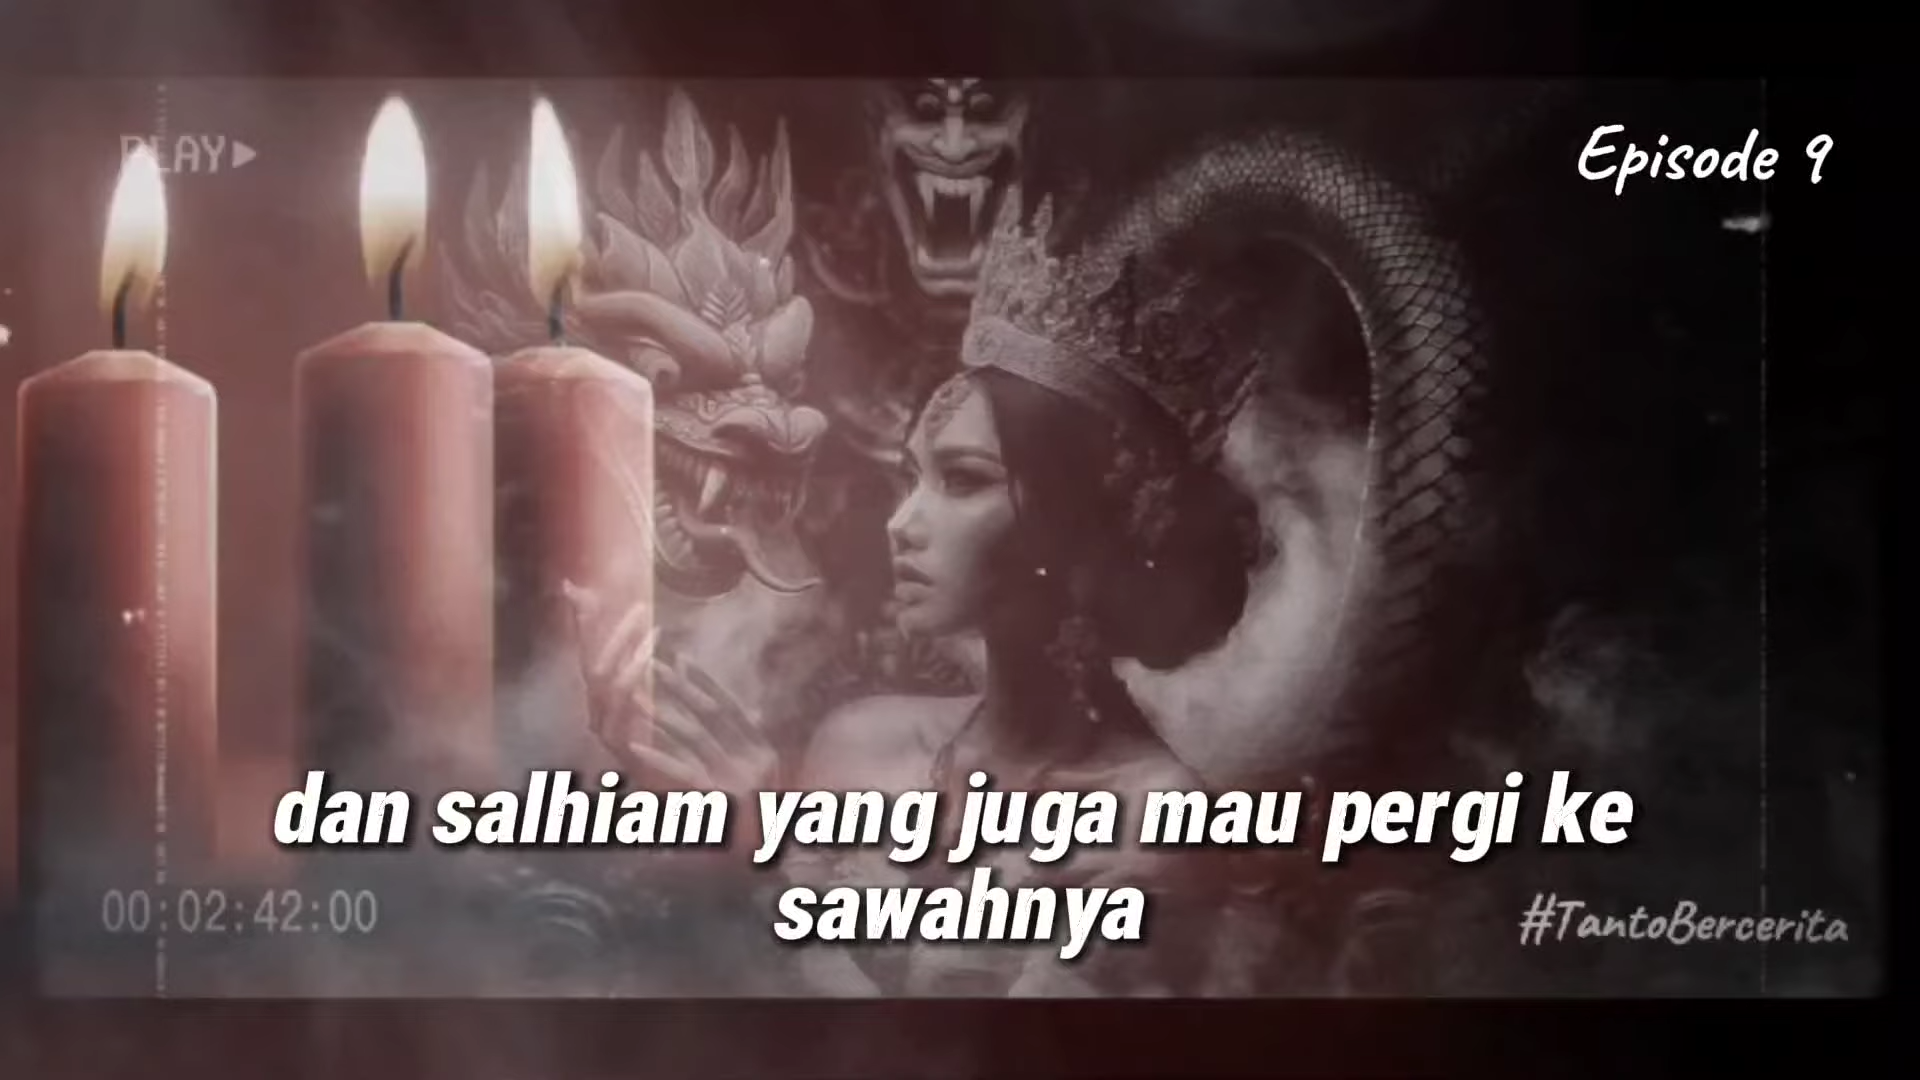 PLAY▶
Episode 9
dan salhiam yang juga mau pergi ke
sawahnya
00:02:42:00
#TantoBercerita